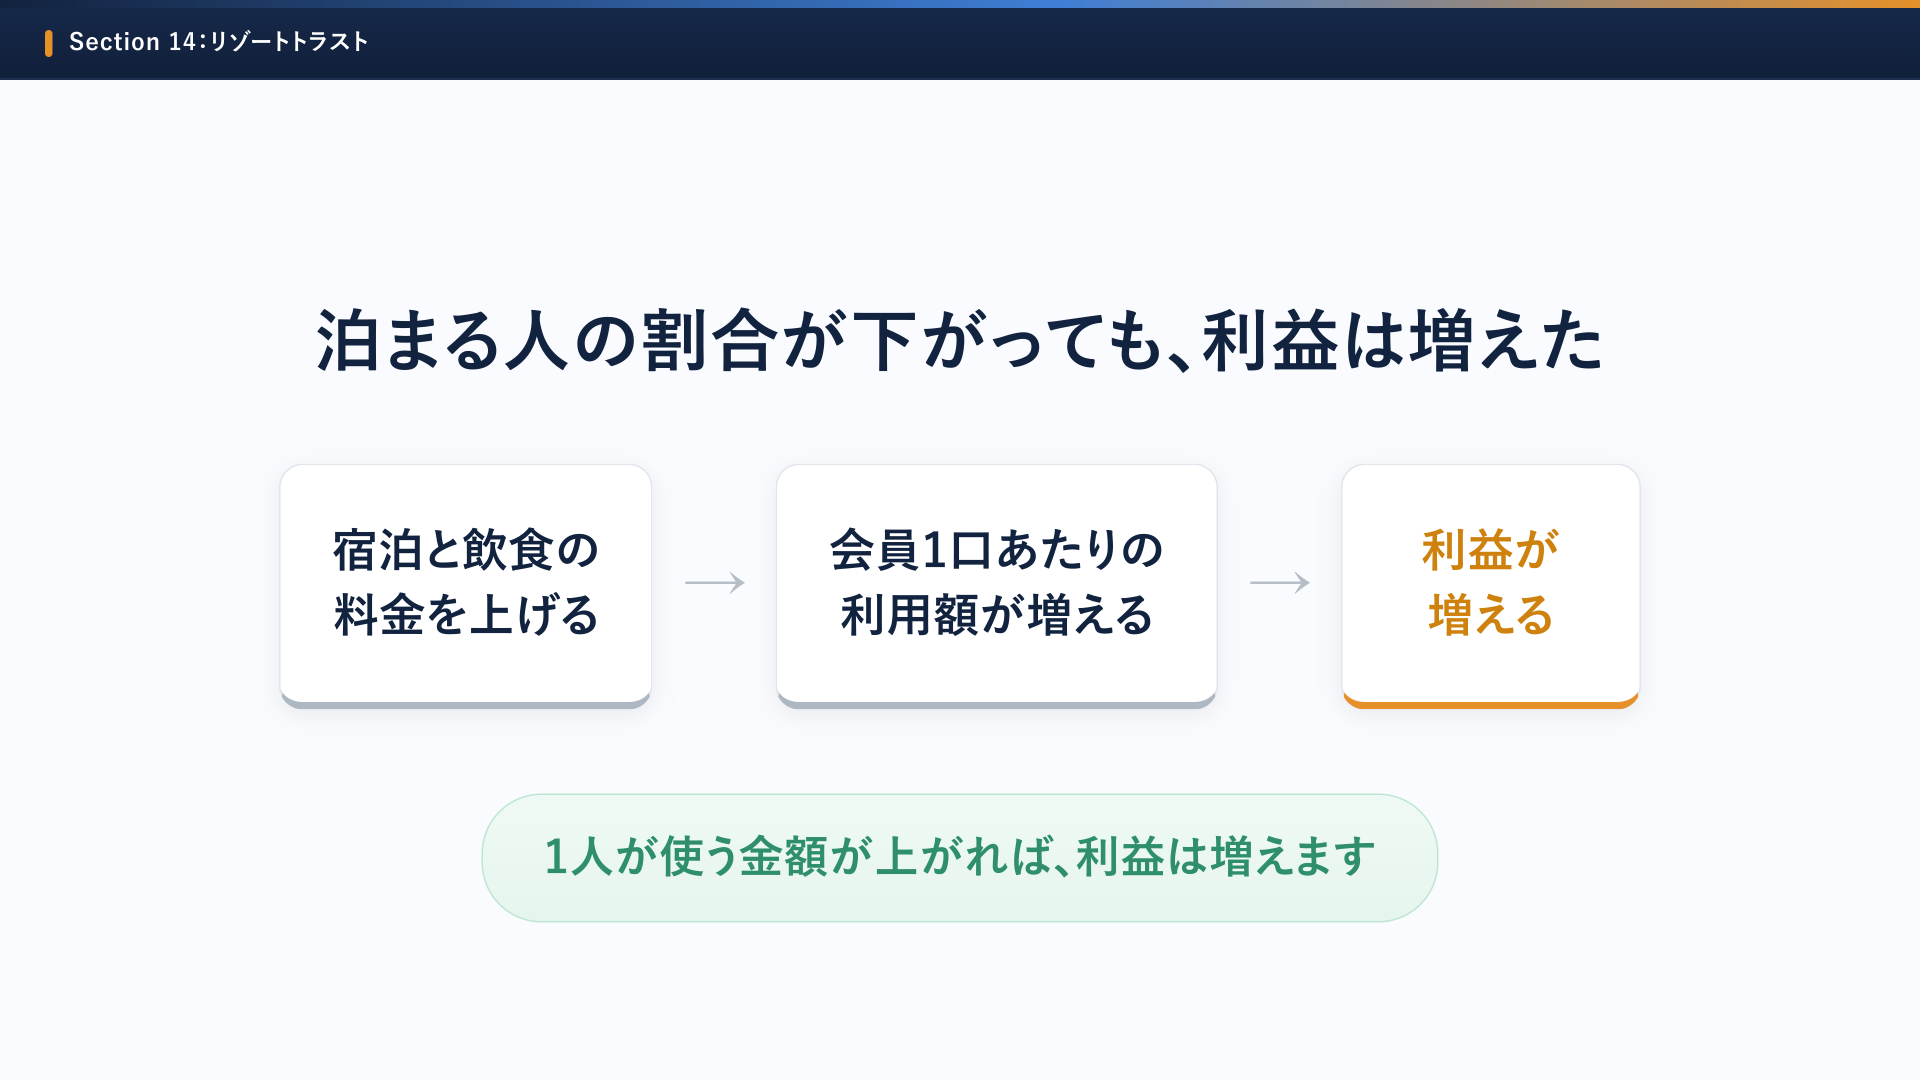 Section 14：リゾートトラスト
泊まる人の割合が下がっても、利益は増えた
宿泊と飲食の
料金を上げる
→
会員1口あたりの
利用額が増える
→
利益が
増える
1人が使う金額が上がれば、利益は増えます